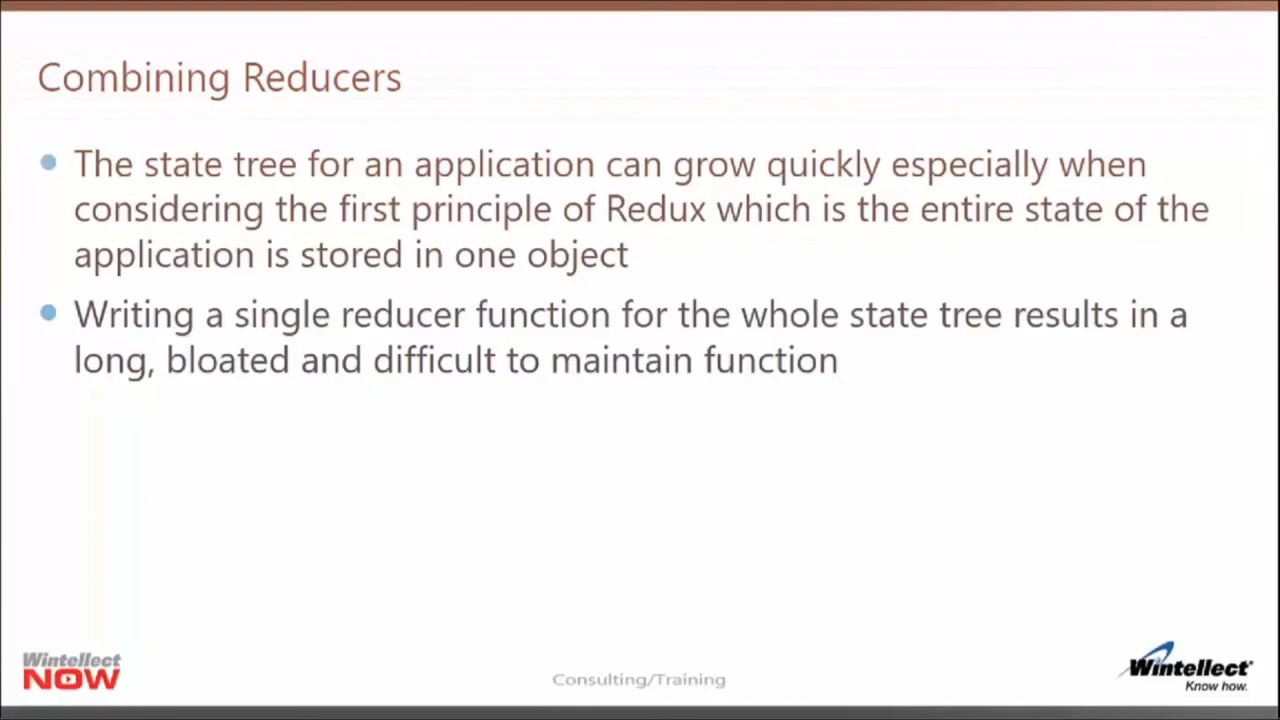 Combining Reducers
The state tree for an application can grow quickly especially when
considering the first principle of Redux which is the entire state of the
application is stored in one object
Writing a single reducer function for the whole state tree results in a
long, bloated and difficult to maintain function
Wintellect
NOW
Consulting/Training
Wintellect
Know how.